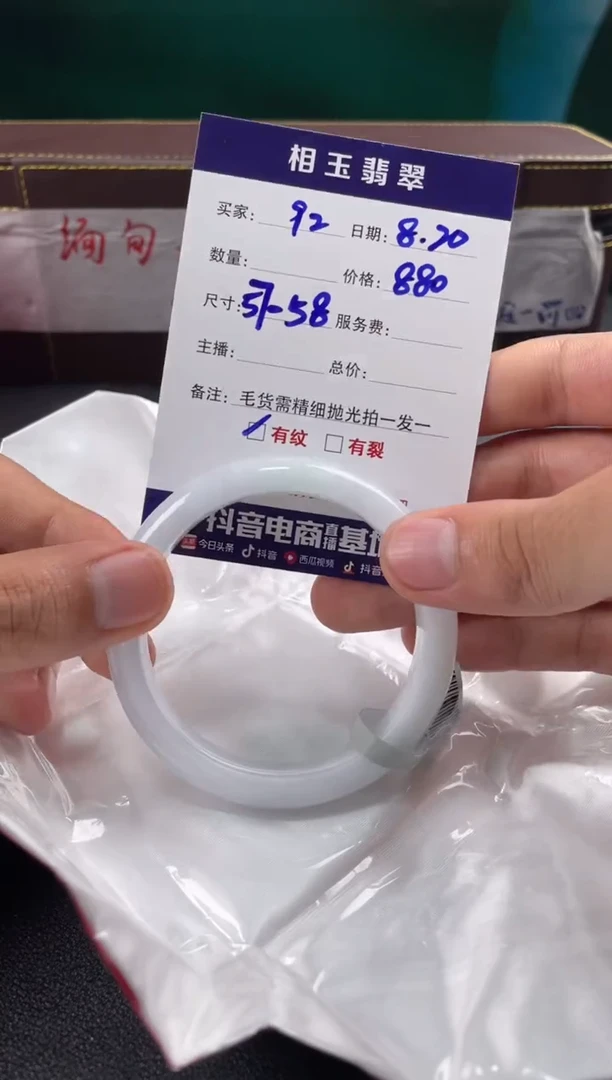 相玉翡翠
买家: 92 日期: 8.20
数量: 价格: 880
尺寸: 57-58 服务费:
主播: 总价:
备注: 毛货需精细抛光拍一发一
有纹 有裂
抖音电商直播基地
今日头条 抖音 西瓜视频 抖音
缅甸